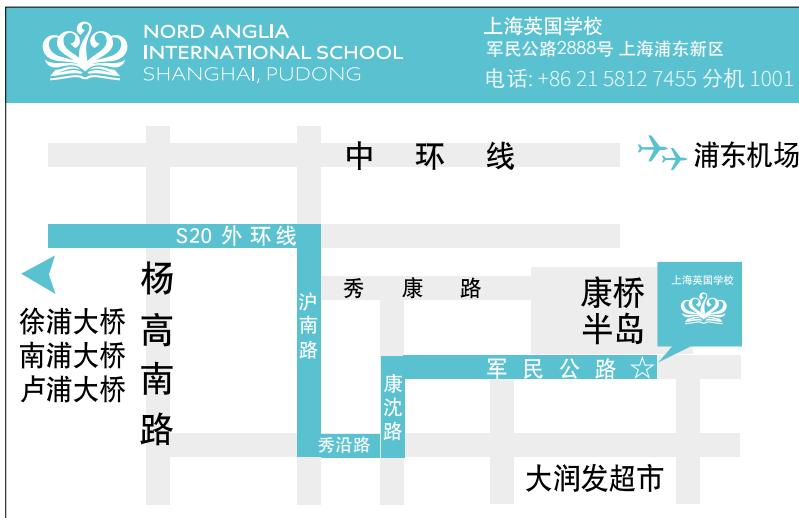 NORD ANGLIA
INTERNATIONAL SCHOOL
SHANGHAI, PUDONG
上海英国学校
军民公路2888号 上海浦东新区
电话: +86 21 5812 7455 分机 1001
中环线
浦东机场
S20 外环线
杨高南路
沪南路
秀康路
康桥
半岛
上海英国学校
徐浦大桥
南浦大桥
卢浦大桥
军民公路
康沈路
秀沿路
大润发超市